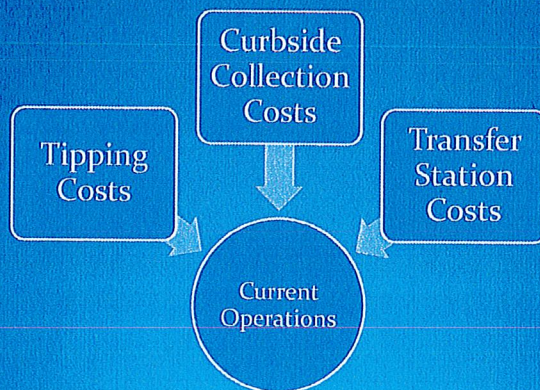 Curbside
Collection
Costs
Tipping
Costs
Transfer
Station
Costs
Current
Operations